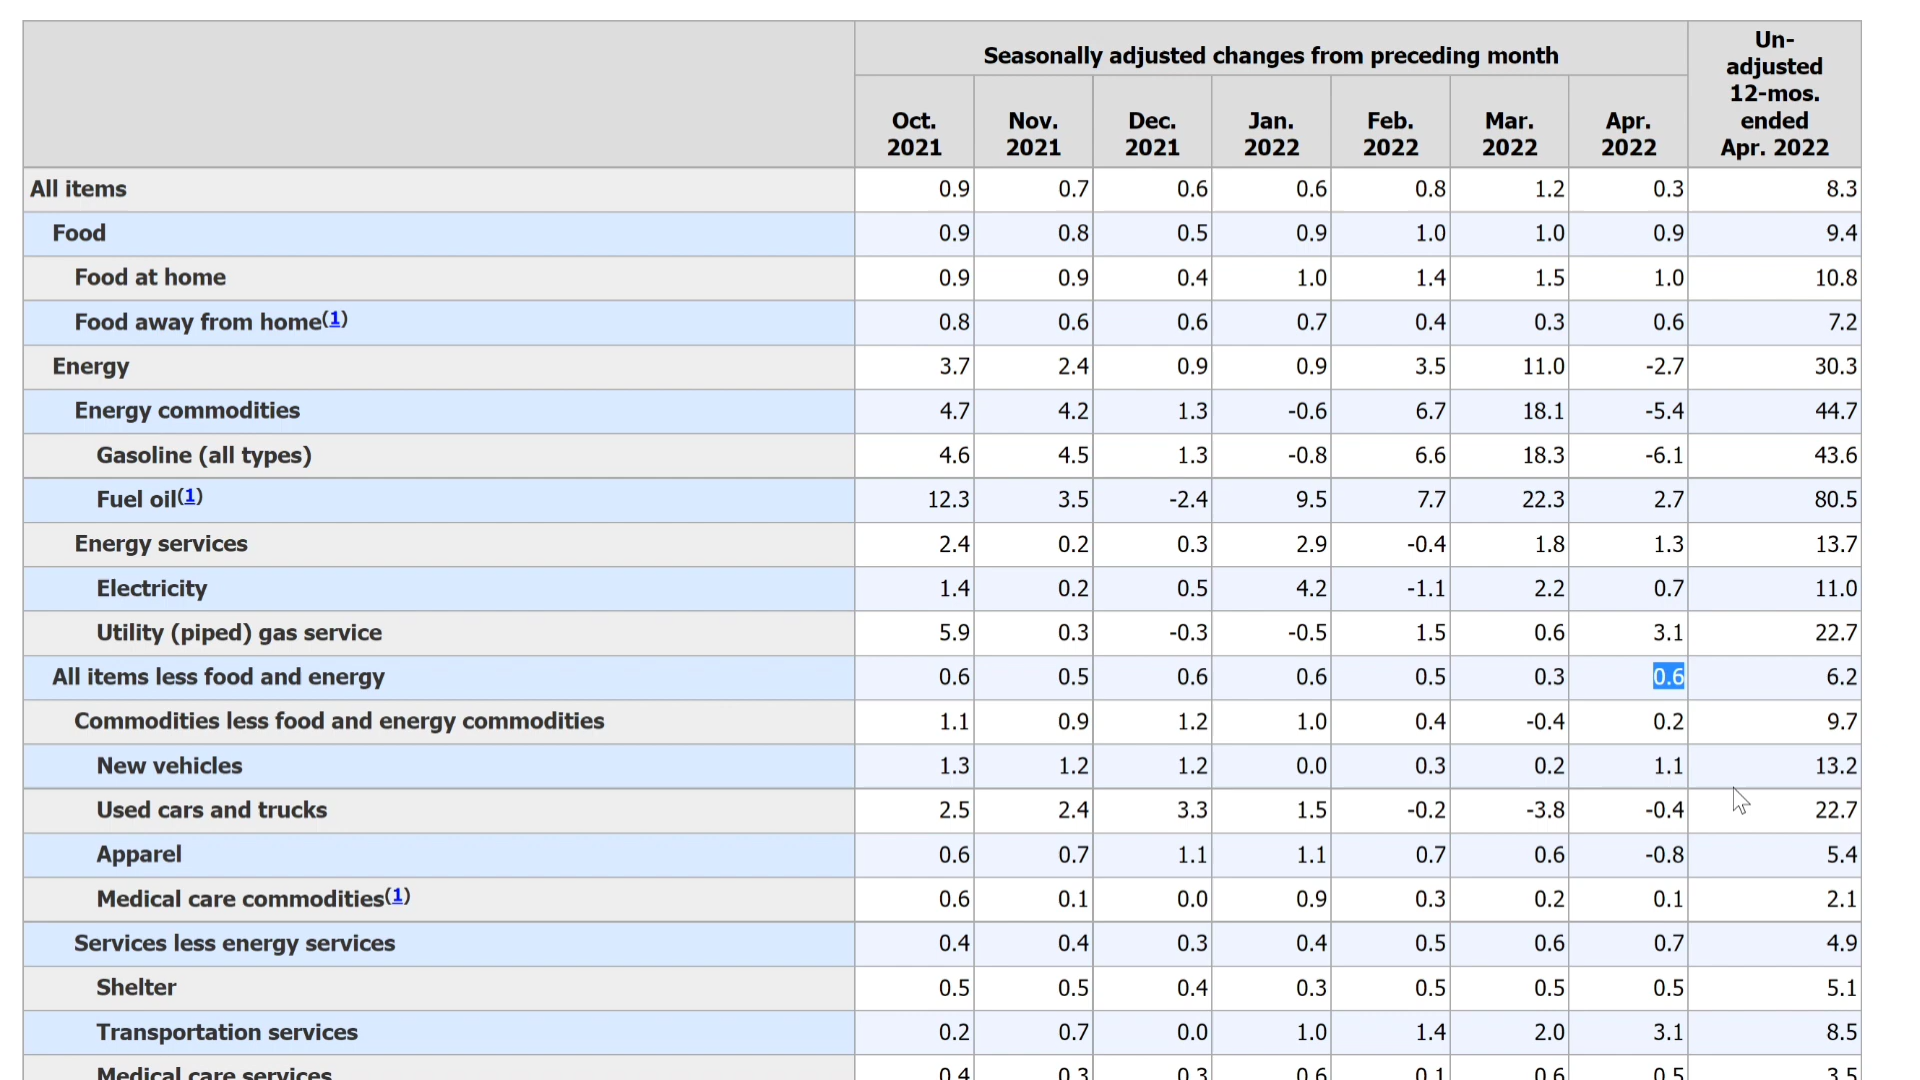 Seasonally adjusted changes from preceding month
Un-
adjusted
12-mos.
ended
Apr. 2022
Oct. 2021 Nov. 2021 Dec. 2021 Jan. 2022 Feb. 2022 Mar. 2022 Apr. 2022
All items 0.9 0.7 0.6 0.6 0.8 1.2 0.3 8.3
Food 0.9 0.8 0.5 0.9 1.0 1.0 0.9 9.4
Food at home 0.9 0.9 0.4 1.0 1.4 1.5 1.0 10.8
Food away from home(1) 0.8 0.6 0.6 0.7 0.4 0.3 0.6 7.2
Energy 3.7 2.4 0.9 0.9 3.5 11.0 -2.7 30.3
Energy commodities 4.7 4.2 1.3 -0.6 6.7 18.1 -5.4 44.7
Gasoline (all types) 4.6 4.5 1.3 -0.8 6.6 18.3 -6.1 43.6
Fuel oil(1) 12.3 3.5 -2.4 9.5 7.7 22.3 2.7 80.5
Energy services 2.4 0.2 0.3 2.9 -0.4 1.8 1.3 13.7
Electricity 1.4 0.2 0.5 4.2 -1.1 2.2 0.7 11.0
Utility (piped) gas service 5.9 0.3 -0.3 -0.5 1.5 0.6 3.1 22.7
All items less food and energy 0.6 0.5 0.6 0.6 0.5 0.3 0.6 6.2
Commodities less food and energy commodities 1.1 0.9 1.2 1.0 0.4 -0.4 0.2 9.7
New vehicles 1.3 1.2 1.2 0.0 0.3 0.2 1.1 13.2
Used cars and trucks 2.5 2.4 3.3 1.5 -0.2 -3.8 -0.4 22.7
Apparel 0.6 0.7 1.1 1.1 0.7 0.6 -0.8 5.4
Medical care commodities(1) 0.6 0.1 0.0 0.9 0.3 0.2 0.1 2.1
Services less energy services 0.4 0.4 0.3 0.4 0.5 0.6 0.7 4.9
Shelter 0.5 0.5 0.4 0.3 0.5 0.5 0.5 5.1
Transportation services 0.2 0.7 0.0 1.0 1.4 2.0 3.1 8.5
Medical care services 0.4 0.3 0.3 0.6 0.1 0.6 0.5 3.5